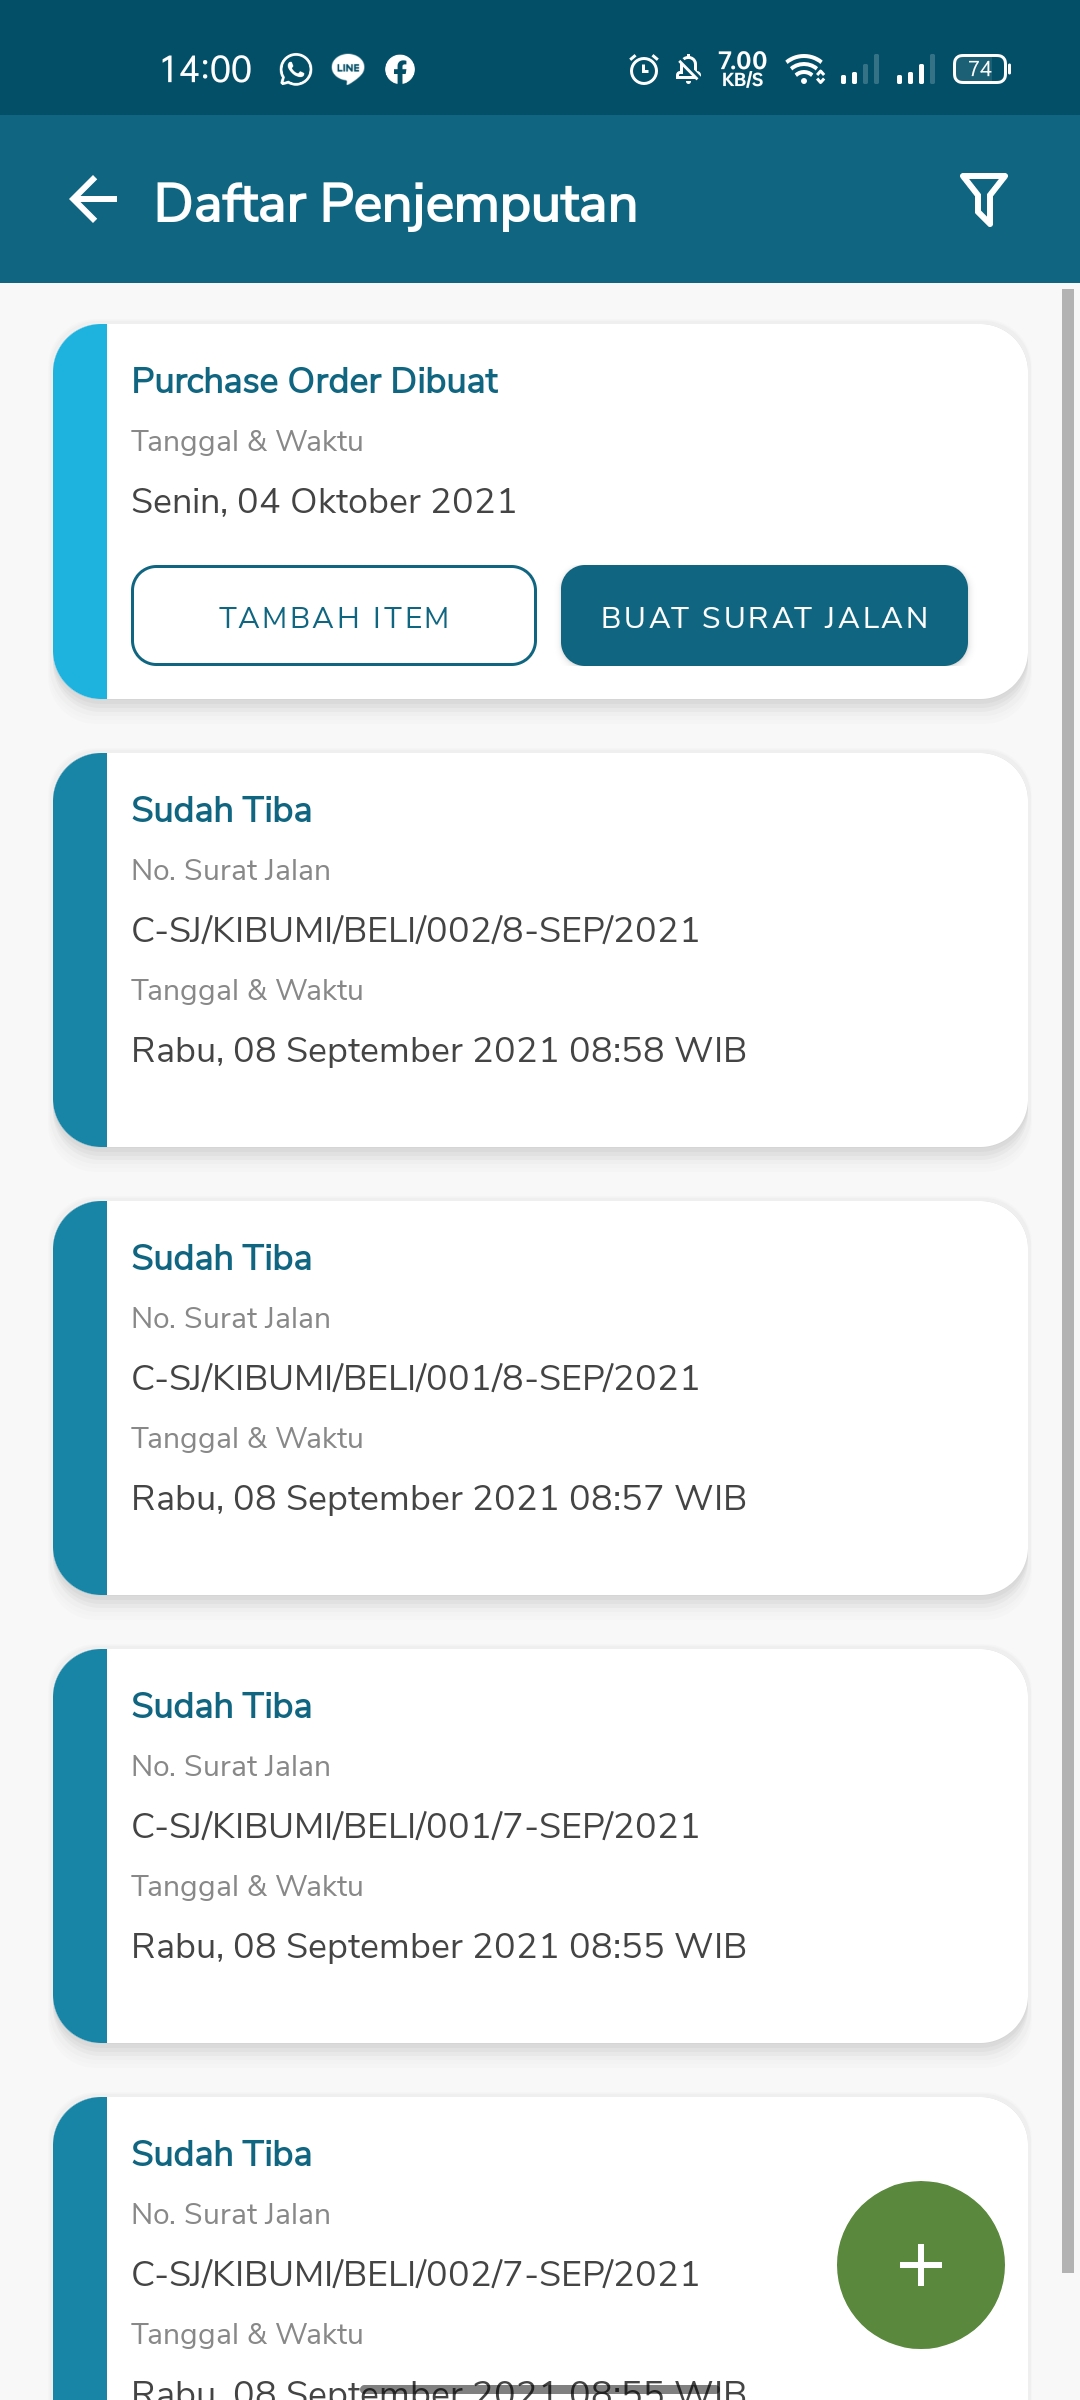 14:00 LINE 7.00 KB/S 74
Daftar Penjemputan
Purchase Order Dibuat
Tanggal & Waktu
Senin, 04 Oktober 2021
TAMBAH ITEM BUAT SURAT JALAN
Sudah Tiba
No. Surat Jalan
C-SJ/KIBUMI/BELI/002/8-SEP/2021
Tanggal & Waktu
Rabu, 08 September 2021 08:58 WIB
Sudah Tiba
No. Surat Jalan
C-SJ/KIBUMI/BELI/001/8-SEP/2021
Tanggal & Waktu
Rabu, 08 September 2021 08:57 WIB
Sudah Tiba
No. Surat Jalan
C-SJ/KIBUMI/BELI/001/7-SEP/2021
Tanggal & Waktu
Rabu, 08 September 2021 08:55 WIB
Sudah Tiba
No. Surat Jalan
C-SJ/KIBUMI/BELI/002/7-SEP/2021
Tanggal & Waktu
Rabu, 08 September 2021 08:55 WIB